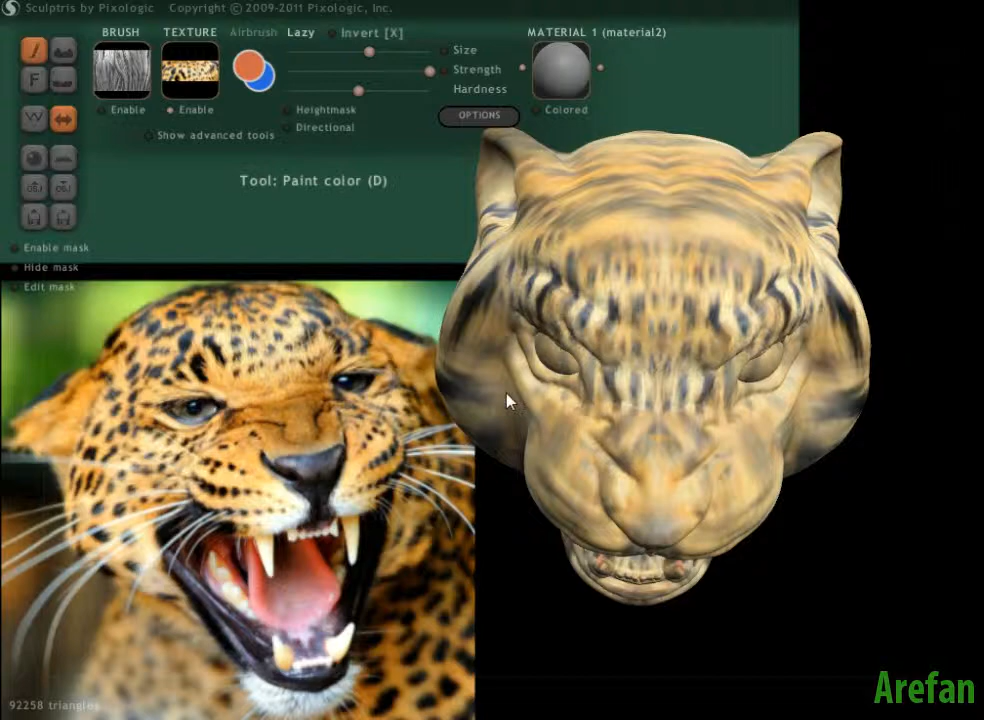 Sculptris by Pixologic Copyright © 2009-2011 Pixologic, Inc.
BRUSH TEXTURE Airbrush Lazy Invert [X] MATERIAL 1 (material2)
Size
Strength
F
Hardness
Enable Enable Heightmask OPTIONS Colored
Show advanced tools Directional
Tool: Paint color (D)
OBJ OBJ
Enable mask
Hide mask
Edit mask
92258 triangles
Arefan